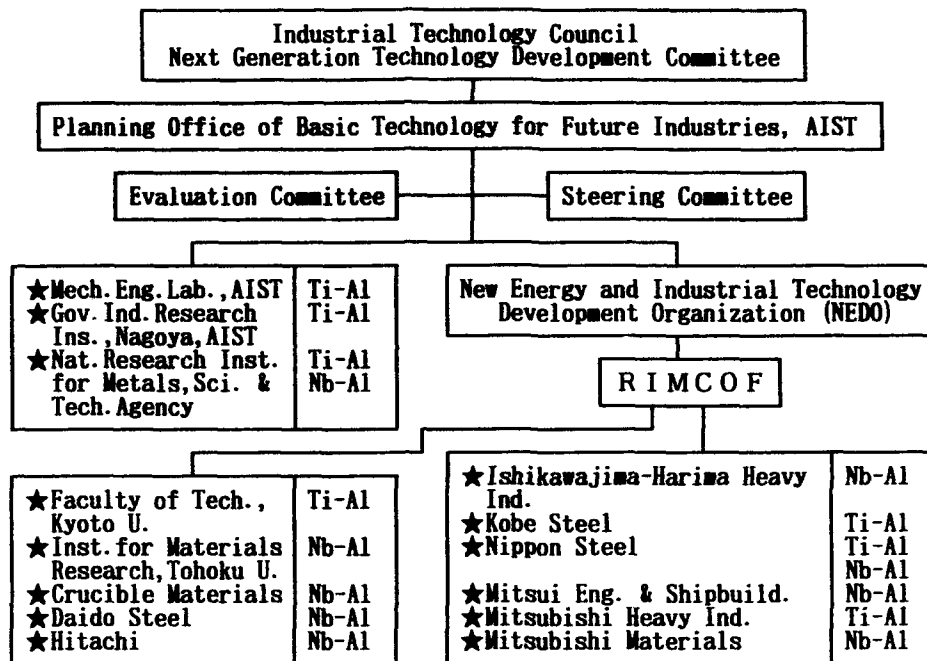 Industrial Technology Council
Next Generation Technology Development Committee
Planning Office of Basic Technology for Future Industries, AIST
Evaluation Committee
Steering Committee
★Mech. Eng. Lab., AIST Ti-Al
★Gov. Ind. Research Ti-Al
Ins., Nagoya, AIST
★Nat. Research Inst. Ti-Al
for Metals, Sci. & Nb-Al
Tech. Agency
New Energy and Industrial Technology
Development Organization (NEDO)
RIMCOF
★Faculty of Tech., Ti-Al
Kyoto U.
★Inst. for Materials Nb-Al
Research, Tohoku U.
★Crucible Materials Nb-Al
★Daido Steel Nb-Al
★Hitachi Nb-Al
★Ishikawajima-Harima Heavy Nb-Al
Ind.
★Kobe Steel Ti-Al
★Nippon Steel Ti-Al
Nb-Al
★Mitsui Eng. & Shipbuild. Nb-Al
★Mitsubishi Heavy Ind. Ti-Al
★Mitsubishi Materials Nb-Al